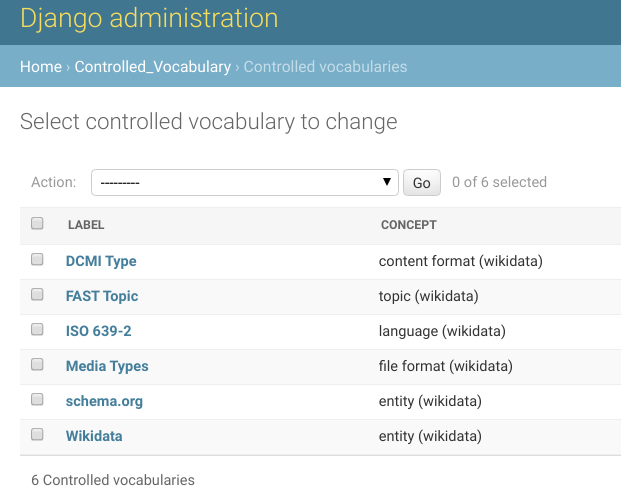 Django administration
Home › Controlled_Vocabulary › Controlled vocabularies
Select controlled vocabulary to change
Action: --------- Go 0 of 6 selected
LABEL CONCEPT
DCMI Type content format (wikidata)
FAST Topic topic (wikidata)
ISO 639-2 language (wikidata)
Media Types file format (wikidata)
schema.org entity (wikidata)
Wikidata entity (wikidata)
6 Controlled vocabularies